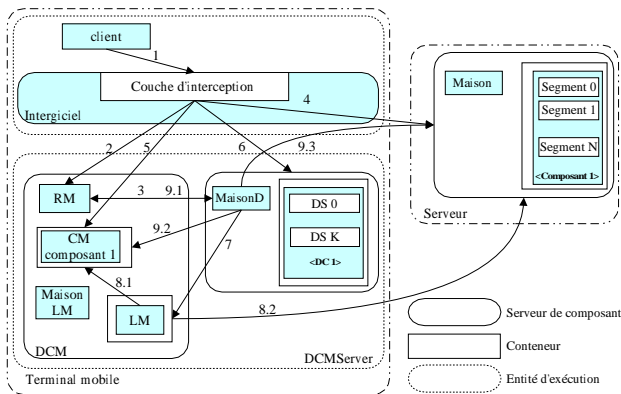 client
1
Couche d'interception
Intergiciel
4
2
5
6
9.3
RM
3
9.1
MaisonD
CM
composant 1
9.2
DS 0
DS K
<DC 1>
7
8.1
Maison
LM
LM
8.2
DCM
DCMServer
Terminal mobile
Maison
Segment 0
Segment 1
Segment N
<Composant 1>
Serveur
Serveur de composant
Conteneur
Entité d'exécution